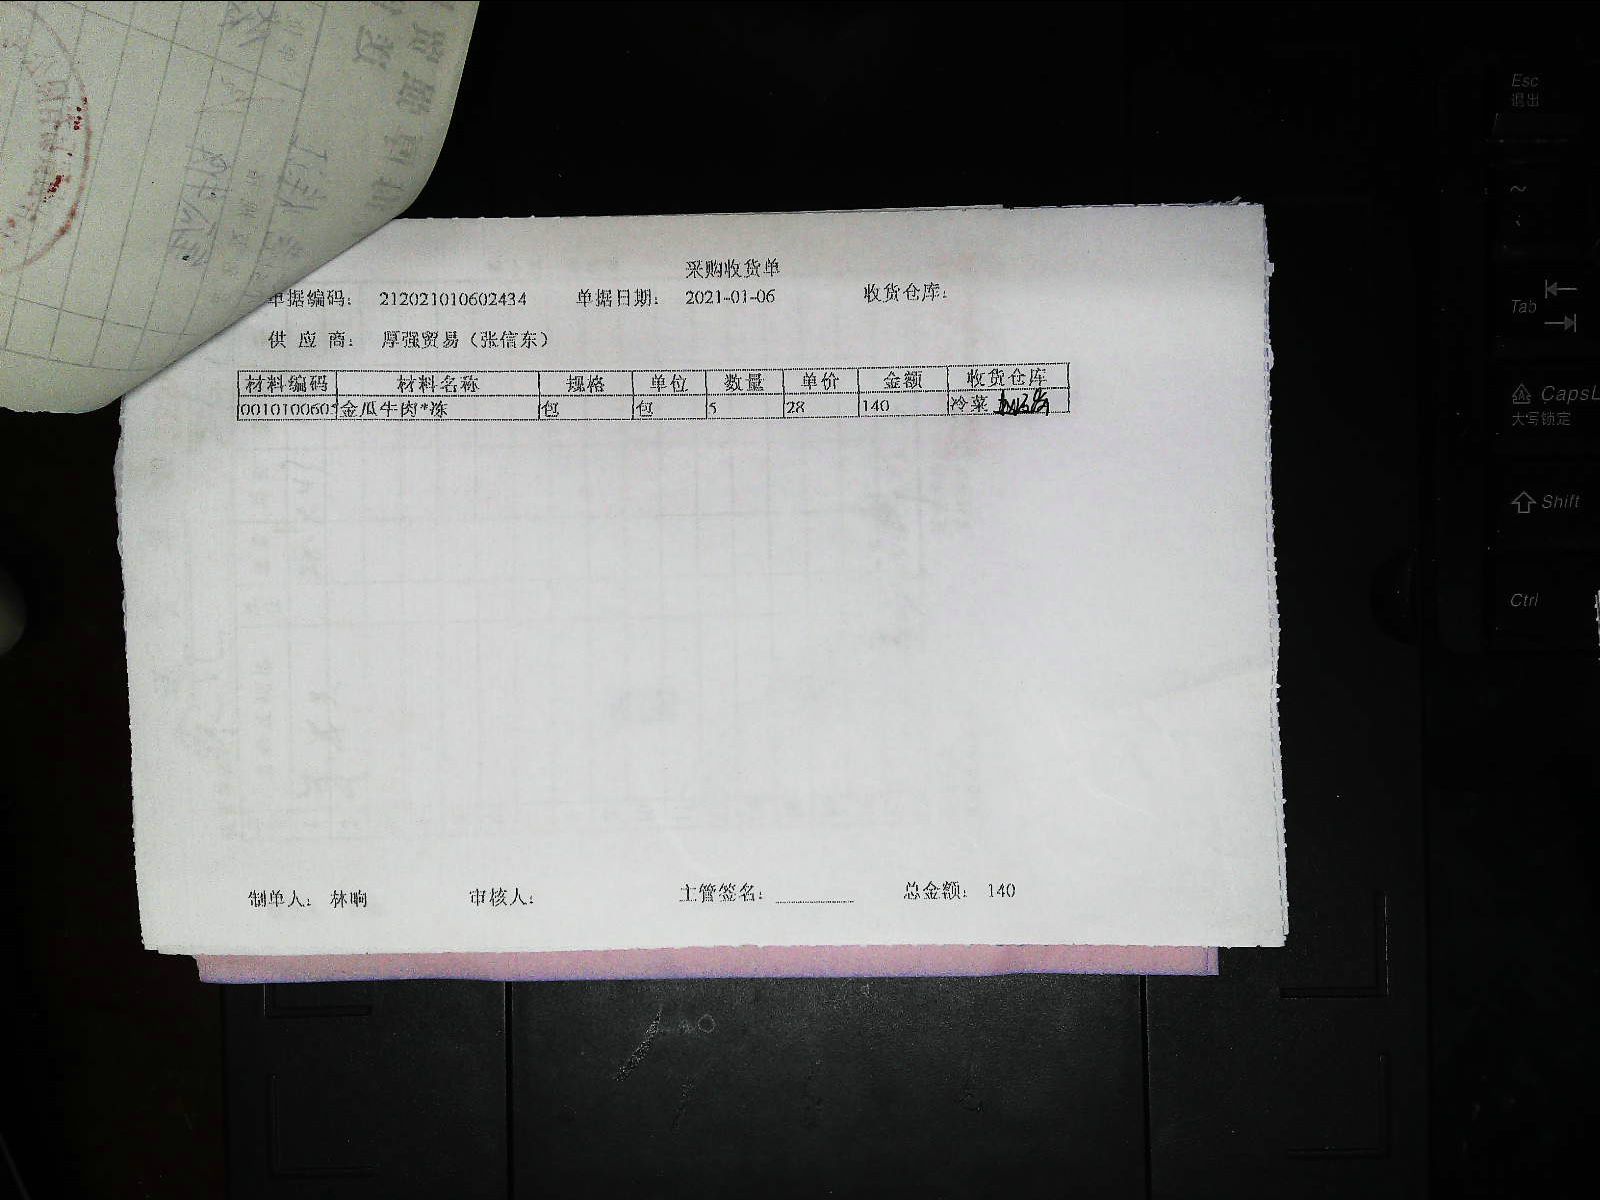 采购收货单
单据编码： 212021010602434 单据日期： 2021-01-06 收货仓库：
供应商： 厚强贸易（张信东）
材料编码 材料名称 规格 单位 数量 单价 金额 收货仓库
0010100605 金瓜牛肉*冻 包 包 5 28 140 冷菜
制单人： 林晌 审核人： 主管签名： 总金额： 140
Esc
退出
~
Tab
CapsL
大写锁定
Shift
Ctrl